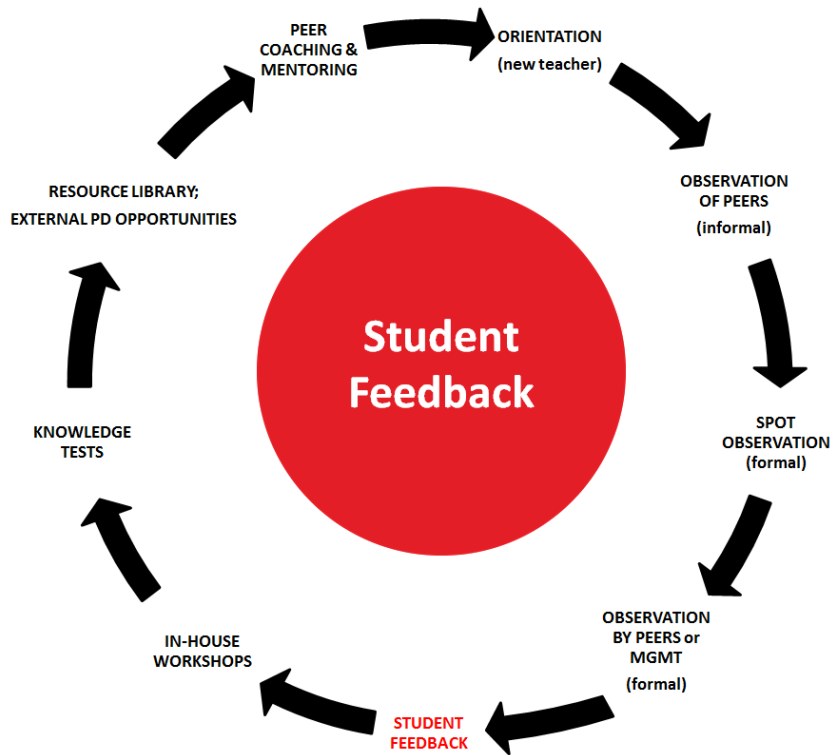 PEER
COACHING &
MENTORING
ORIENTATION
(new teacher)
OBSERVATION
OF PEERS
(informal)
SPOT
OBSERVATION
(formal)
OBSERVATION
BY PEERS or
MGMT
(formal)
STUDENT
FEEDBACK
IN-HOUSE
WORKSHOPS
KNOWLEDGE
TESTS
RESOURCE LIBRARY;
EXTERNAL PD OPPORTUNITIES
Student
Feedback